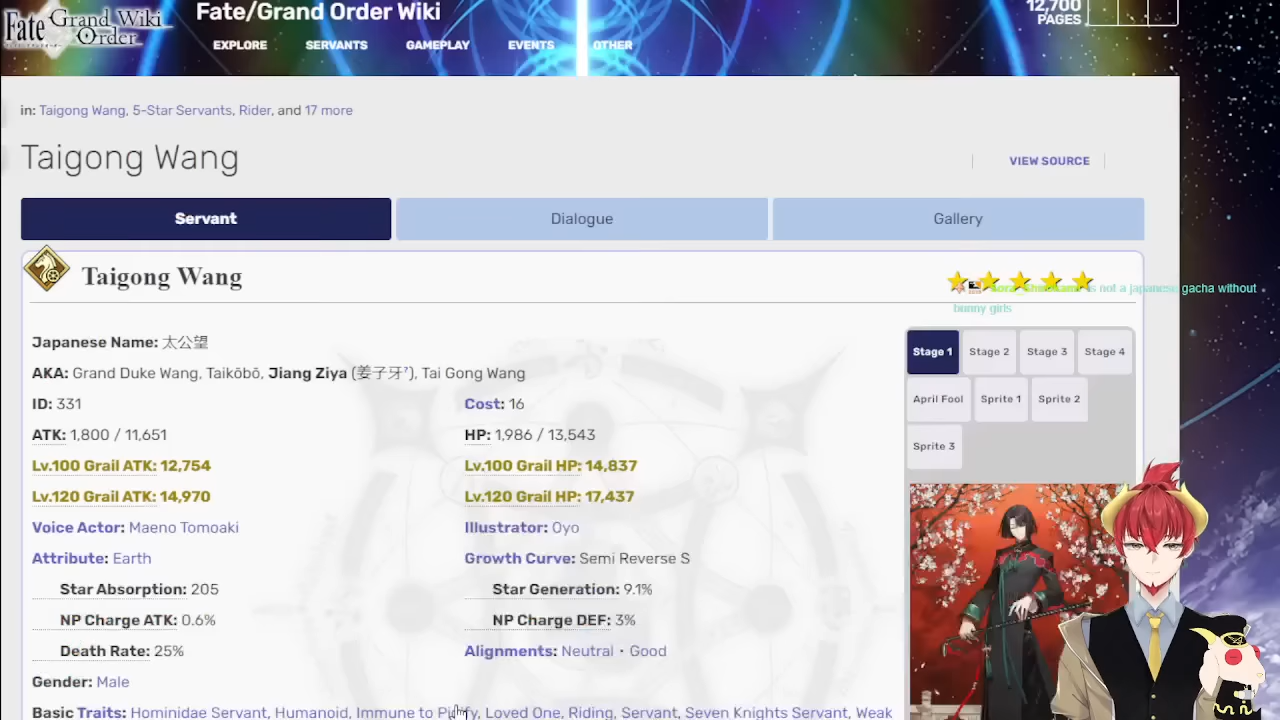 Fate Grand Order Wiki
Fate/Grand Order Wiki
12,700
PAGES
EXPLORE SERVANTS GAMEPLAY EVENTS OTHER
in: Taigong Wang, 5-Star Servants, Rider, and 17 more
Taigong Wang
VIEW SOURCE
Servant Dialogue Gallery
Taigong Wang
is not a japanese gacha without
bunny girls
Japanese Name: 太公望
AKA: Grand Duke Wang, Taikōbō, Jiang Ziya (姜子牙?), Tai Gong Wang
ID: 331 Cost: 16
ATK: 1,800 / 11,651 HP: 1,986 / 13,543
Lv.100 Grail ATK: 12,754 Lv.100 Grail HP: 14,837
Lv.120 Grail ATK: 14,970 Lv.120 Grail HP: 17,437
Voice Actor: Maeno Tomoaki Illustrator: Oyo
Attribute: Earth Growth Curve: Semi Reverse S
Star Absorption: 205 Star Generation: 9.1%
NP Charge ATK: 0.6% NP Charge DEF: 3%
Death Rate: 25% Alignments: Neutral・Good
Gender: Male
Basic Traits: Hominidae Servant, Humanoid, Immune to Pigify, Loved One, Riding, Servant, Seven Knights Servant, Weak
Stage 1 Stage 2 Stage 3 Stage 4
April Fool Sprite 1 Sprite 2
Sprite 3